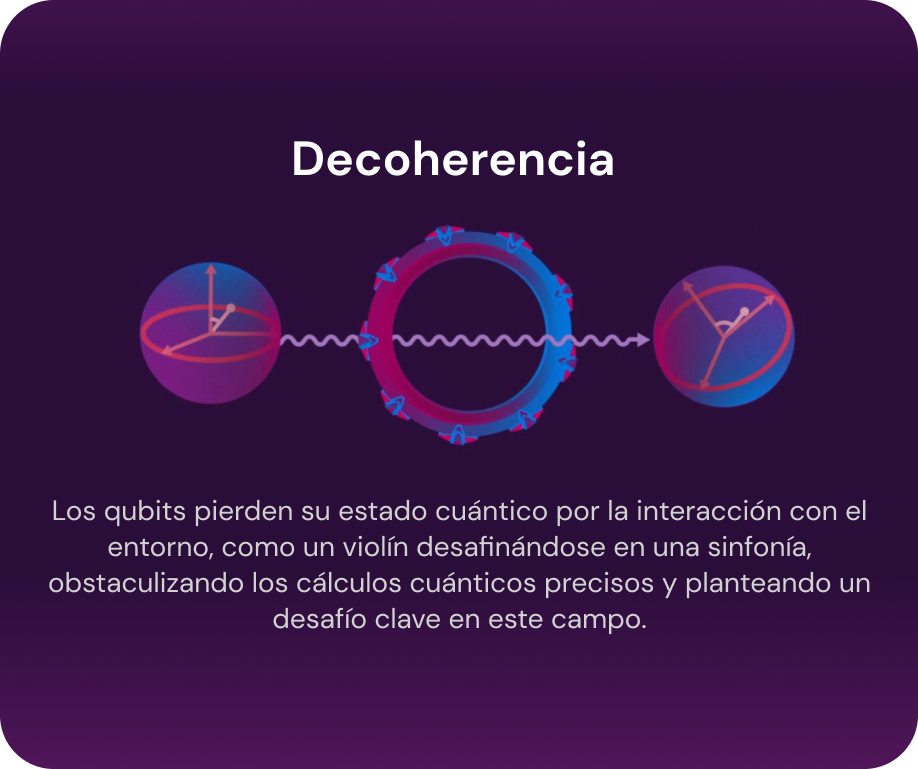 Decoherencia
Los qubits pierden su estado cuántico por la interacción con el
entorno, como un violín desafinándose en una sinfonía,
obstaculizando los cálculos cuánticos precisos y planteando un
desafío clave en este campo.